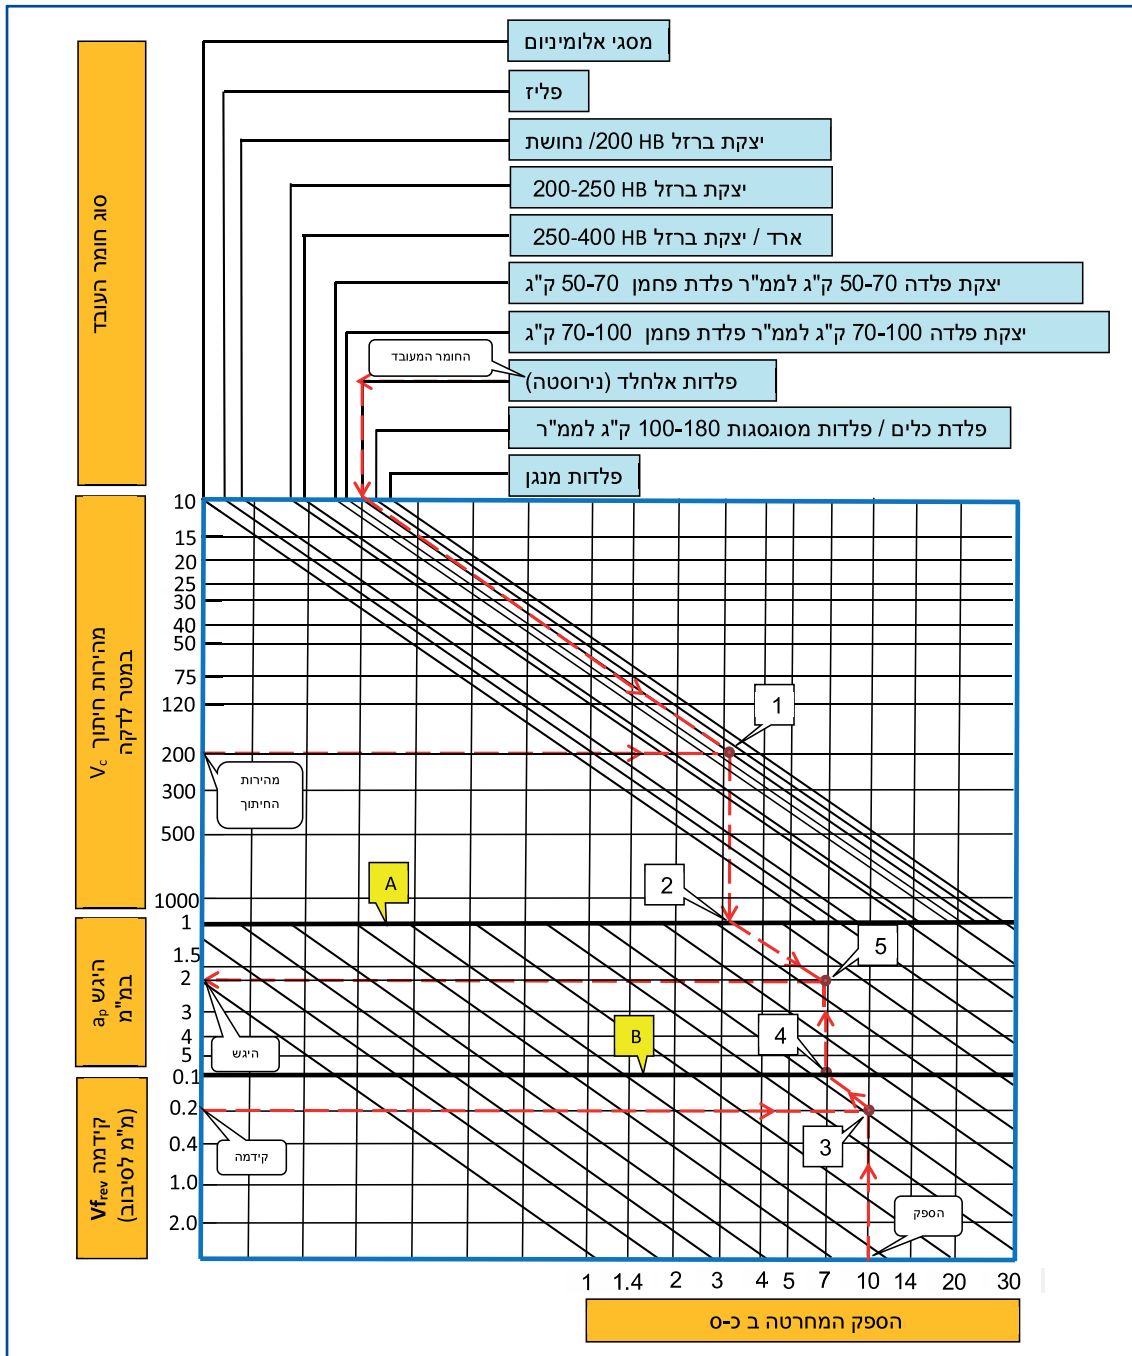 מסגי אלומיניום
פליז
יצקת ברזל 200 HB/ נחושת
יצקת ברזל 200-250 HB
ארד / יצקת ברזל 250-400 HB
יצקת פלדה 50-70 ק"ג לממ"ר פלדת פחמן 50-70 ק"ג
יצקת פלדה 70-100 ק"ג לממ"ר פלדת פחמן 70-100 ק"ג
החומר המעובד
פלדות אלחלד (נירוסטה)
פלדת כלים / פלדות מסוגסגות 100-180 ק"ג לממ"ר
פלדות מנגן
סוג חומר העובד
מהירות חיתוך Vc
במטר לדקה
10
15
20
25
30
40
50
75
120
200
300
500
1000
1
מהירות
החיתוך
1
2
A
היגש ap
במ"מ
1
1.5
2
3
4
5
היגש
5
4
B
קידמה Vfrev
(מ"מ לסיבוב)
0.1
0.2
0.4
1.0
2.0
קידמה
3
הספק
1 1.4 2 3 4 5 7 10 14 20 30
הספק המחרטה ב כ-ס